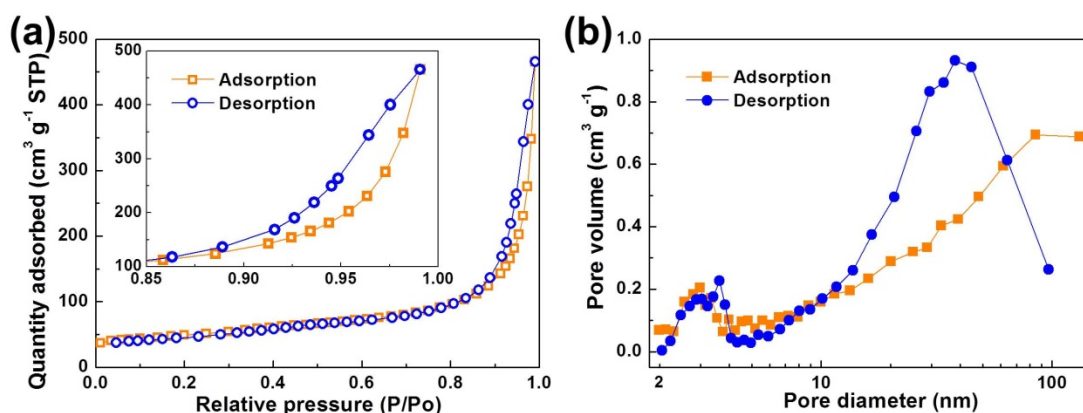 (a)
Quantity adsorbed (cm³ g⁻¹ STP)
500
400
300
200
100
0
0.0 0.2 0.4 0.6 0.8 1.0
Relative pressure (P/Po)
500
400
300
200
100
0.85 0.90 0.95 1.00
Adsorption
Desorption
(b)
Pore volume (cm³ g⁻¹)
1.0
0.8
0.6
0.4
0.2
0.0
2 10 100
Pore diameter (nm)
Adsorption
Desorption